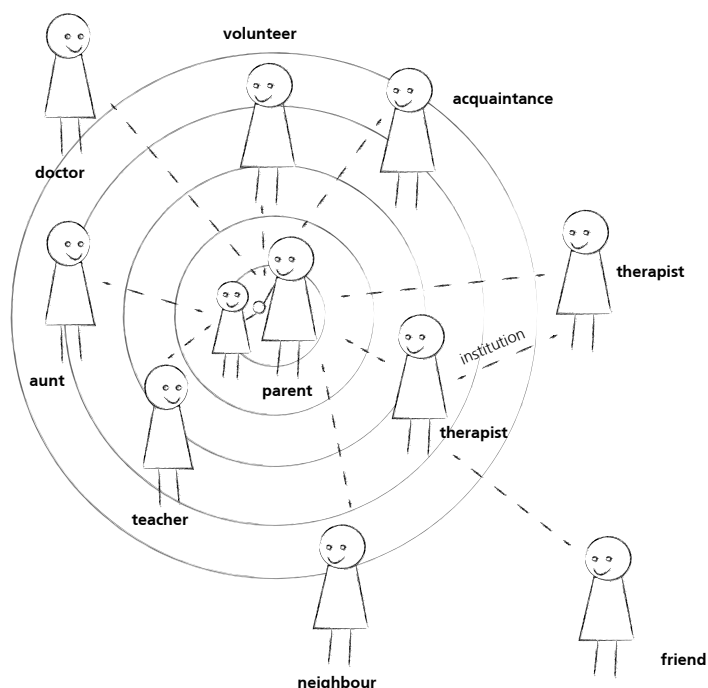 volunteer
acquaintance
doctor
therapist
institution
aunt
parent
therapist
teacher
friend
neighbour